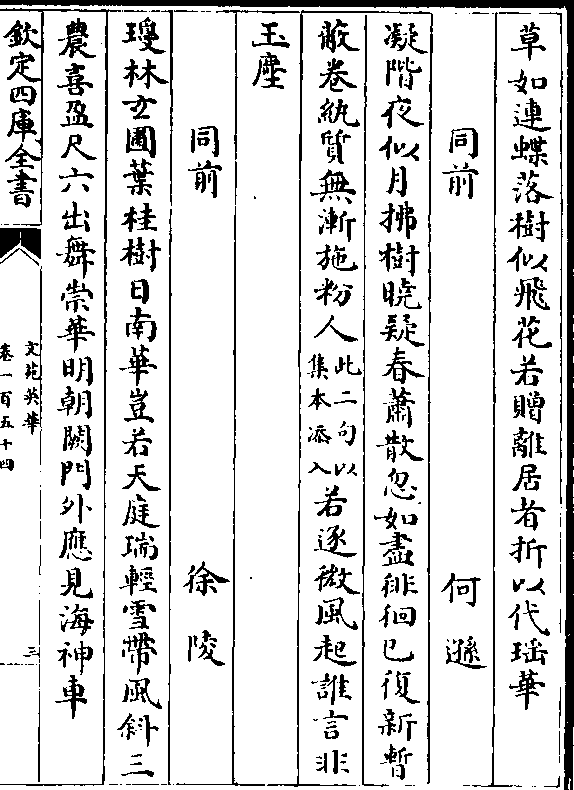 草如連蝶落樹似飛花若贈離居者折以代瑶華
同前 何遜
凝階夜似月拂樹曉疑春蕭散忽如盡徘徊已復新暫
蔽卷紈質無漸施粉人此二句以集本添入若逐微風起誰言非
玉塵
同前 徐陵
瓊林玄圃葉桂樹日南華豈若天庭瑞輕雪帶風斜三
農喜盈尺六出舞崇華明朝闕門外應見海神車
欽定四庫全書
文苑英華
卷一百五十四
三